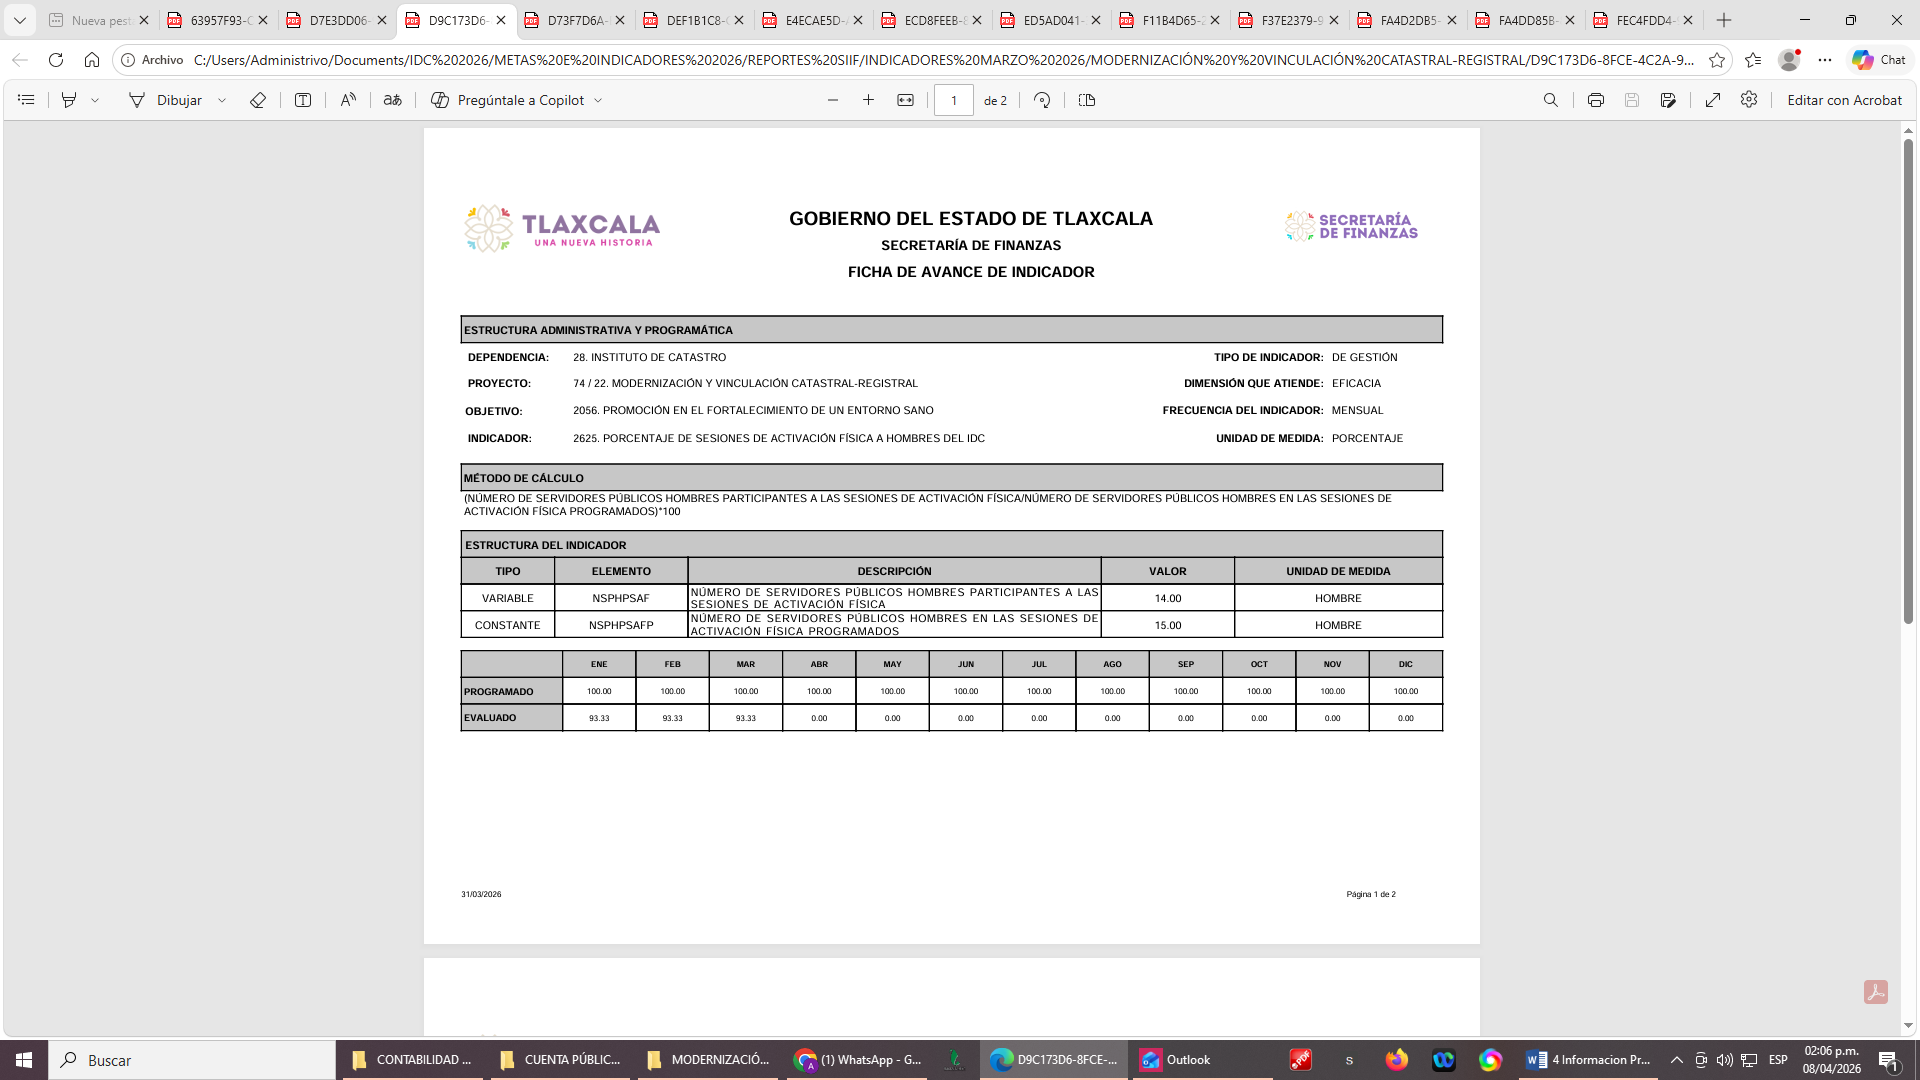 Nueva pest
63957F93-C
D7E3DD06-
D9C173D6-
D73F7D6A-
DEF1B1C8-
E4ECAE5D-
ECD8FEEB-
ED5AD041-
F11B4D65-
F37E2379-9
FA4D2DB5-
FA4DD85B-
FEC4FDD4-
Archivo C:/Users/Administrivo/Documents/IDC%202026/METAS%20E%20INDICADORES%202026/REPORTES%20SIIF/INDICADORES%20MARZO%202026/MODERNIZACIÓN%20Y%20VINCULACIÓN%20CATASTRAL-REGISTRAL/D9C173D6-8FCE-4C2A-9... Chat
Dibujar Pregúntale a Copilot 1 de 2 Editar con Acrobat
TLAXCALA
UNA NUEVA HISTORIA
GOBIERNO DEL ESTADO DE TLAXCALA
SECRETARÍA DE FINANZAS
FICHA DE AVANCE DE INDICADOR
SECRETARÍA
DE FINANZAS
ESTRUCTURA ADMINISTRATIVA Y PROGRAMÁTICA
DEPENDENCIA: 28. INSTITUTO DE CATASTRO TIPO DE INDICADOR: DE GESTIÓN
PROYECTO: 74 / 22. MODERNIZACIÓN Y VINCULACIÓN CATASTRAL-REGISTRAL DIMENSIÓN QUE ATIENDE: EFICACIA
OBJETIVO: 2056. PROMOCIÓN EN EL FORTALECIMIENTO DE UN ENTORNO SANO FRECUENCIA DEL INDICADOR: MENSUAL
INDICADOR: 2625. PORCENTAJE DE SESIONES DE ACTIVACIÓN FÍSICA A HOMBRES DEL IDC UNIDAD DE MEDIDA: PORCENTAJE
MÉTODO DE CÁLCULO
(NÚMERO DE SERVIDORES PÚBLICOS HOMBRES PARTICIPANTES A LAS SESIONES DE ACTIVACIÓN FÍSICA/NÚMERO DE SERVIDORES PÚBLICOS HOMBRES EN LAS SESIONES DE
ACTIVACIÓN FÍSICA PROGRAMADOS)*100
ESTRUCTURA DEL INDICADOR
TIPO ELEMENTO DESCRIPCIÓN VALOR UNIDAD DE MEDIDA
VARIABLE NSPHPSAF NÚMERO DE SERVIDORES PÚBLICOS HOMBRES PARTICIPANTES A LAS
SESIONES DE ACTIVACIÓN FÍSICA 14.00 HOMBRE
CONSTANTE NSPHPSAFP NÚMERO DE SERVIDORES PÚBLICOS HOMBRES EN LAS SESIONES DE
ACTIVACIÓN FÍSICA PROGRAMADOS 15.00 HOMBRE
ENE FEB MAR ABR MAY JUN JUL AGO SEP OCT NOV DIC
PROGRAMADO 100.00 100.00 100.00 100.00 100.00 100.00 100.00 100.00 100.00 100.00 100.00 100.00
EVALUADO 93.33 93.33 93.33 0.00 0.00 0.00 0.00 0.00 0.00 0.00 0.00 0.00
31/03/2026 Página 1 de 2
Buscar
CONTABILIDAD ...
CUENTA PÚBLIC...
MODERNIZACIÓ...
(1) WhatsApp - G...
D9C173D6-8FCE-...
Outlook
4 Informacion Pr...
ESP
02:06 p.m.
08/04/2026
1